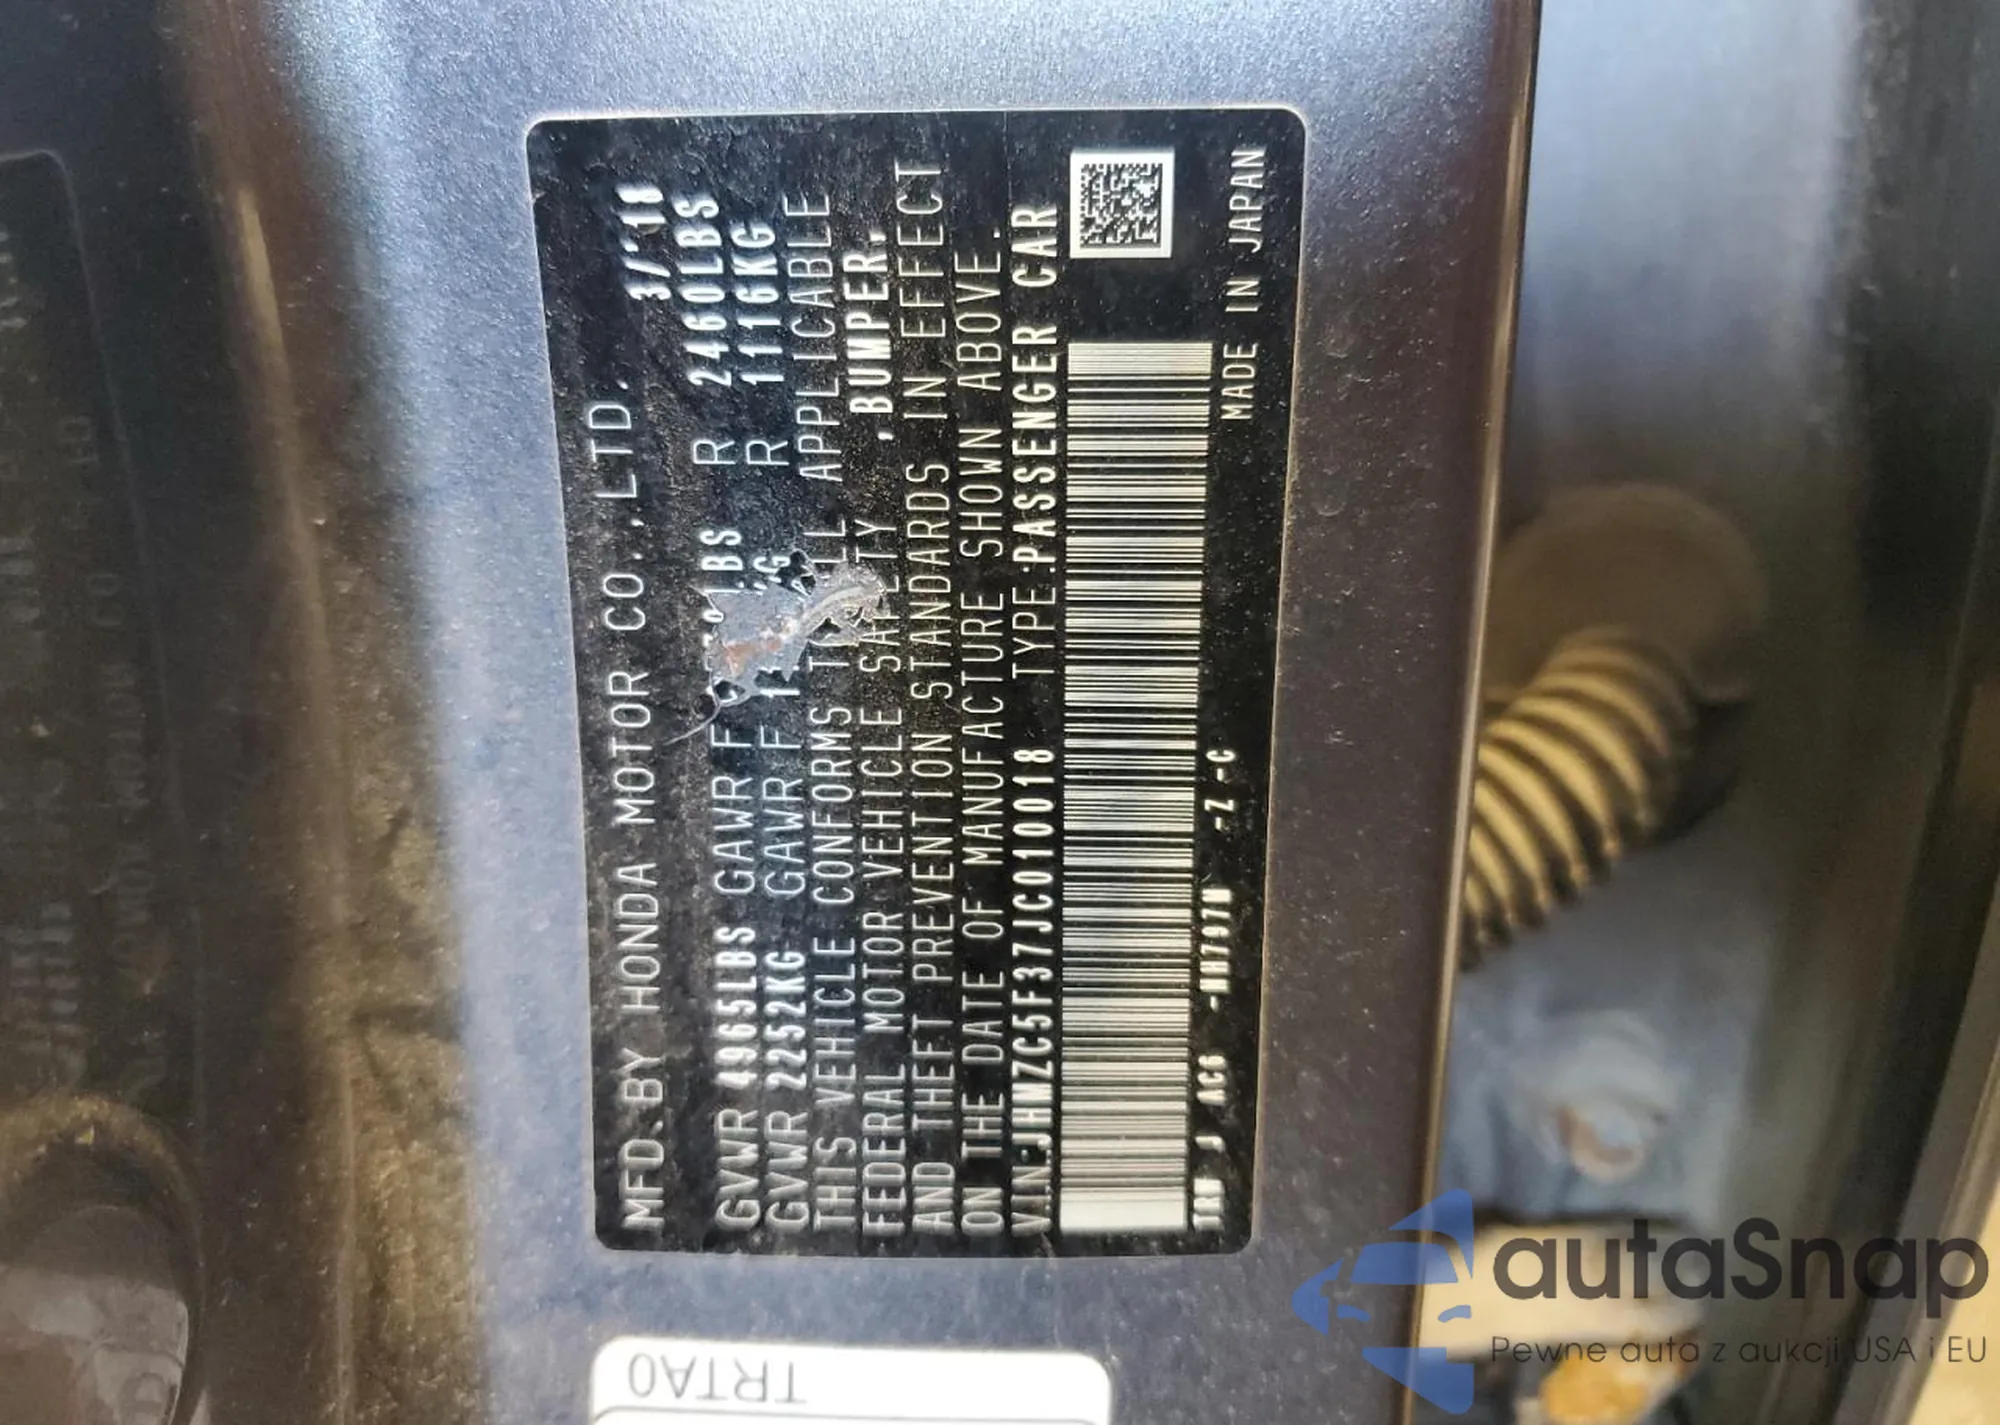 MFD.BY HONDA MOTOR CO.,LTD. 3/'18
GVWR 4965LBS GAWR F LBS R 2460LBS
GVWR 2252KG GAWR F R 1116KG
THIS VEHICLE CONFORMS APPLICABLE
FEDERAL MOTOR VEHICLE SAFETY ,BUMPER,
AND THEFT PREVENTION STANDARDS IN EFFECT
ON THE DATE OF MANUFACTURE SHOWN ABOVE.
V.I.N:JHMZC5F37JC010018 TYPE:PASSENGER CAR
J AC6 -NH797M -Z-C MADE IN JAPAN
TRTA0
autaSnap
Pewne auta z aukcji USA i EU